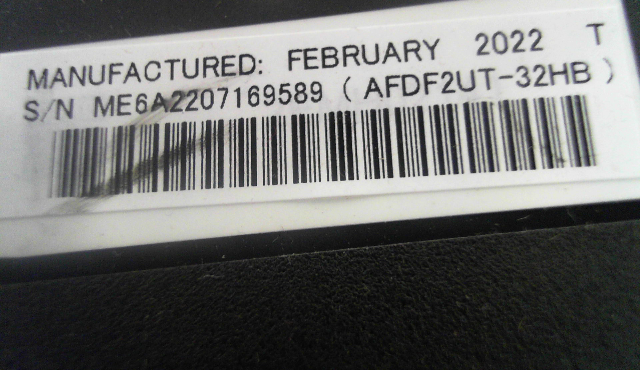 MANUFACTURED: FEBRUARY 2022 T
S/N ME6A2207169589 ( AFDF2UT-32HB )